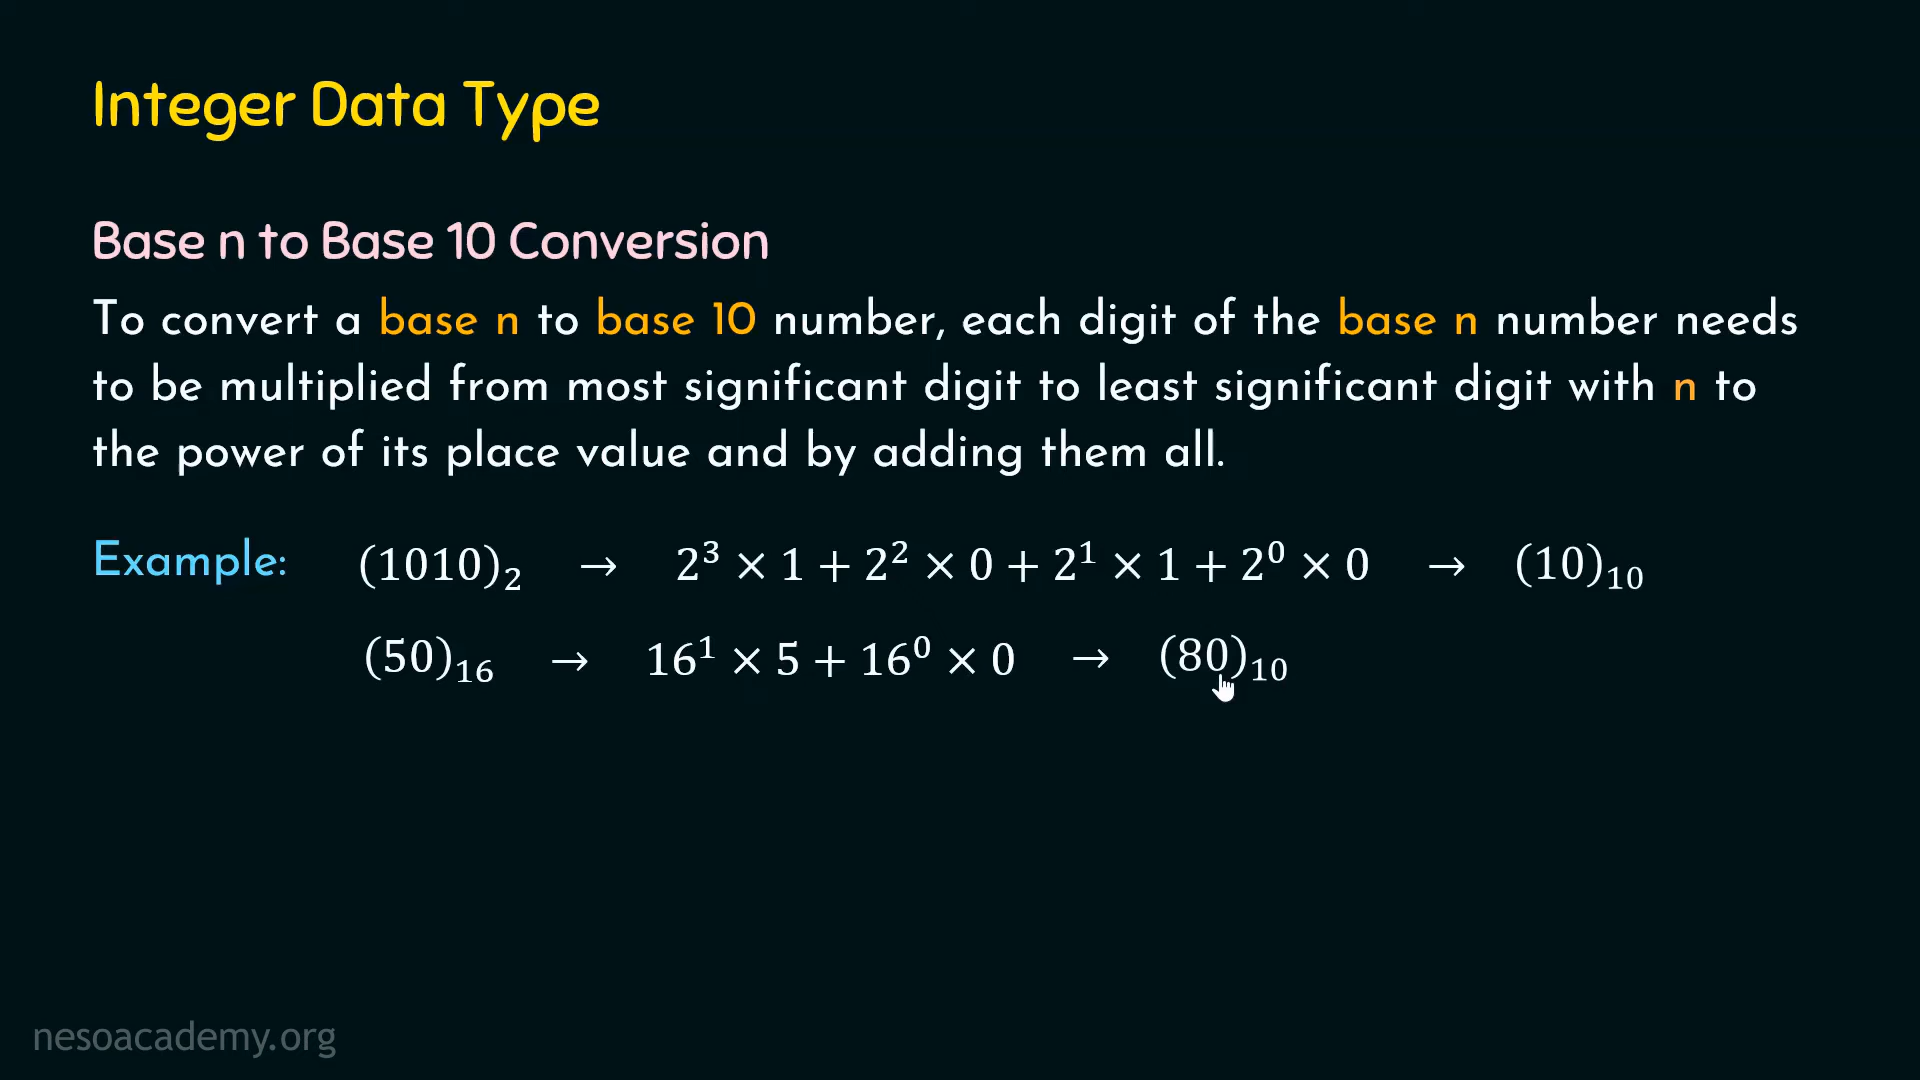 Integer Data Type
Base n to Base 10 Conversion
To convert a base n to base 10 number, each digit of the base n number needs
to be multiplied from most significant digit to least significant digit with n to
the power of its place value and by adding them all.
Example: (1010)₂ → 2³ × 1 + 2² × 0 + 2¹ × 1 + 2⁰ × 0 → (10)₁₀
(50)₁₆ → 16¹ × 5 + 16⁰ × 0 → (80)₁₀
nesoacademy.org